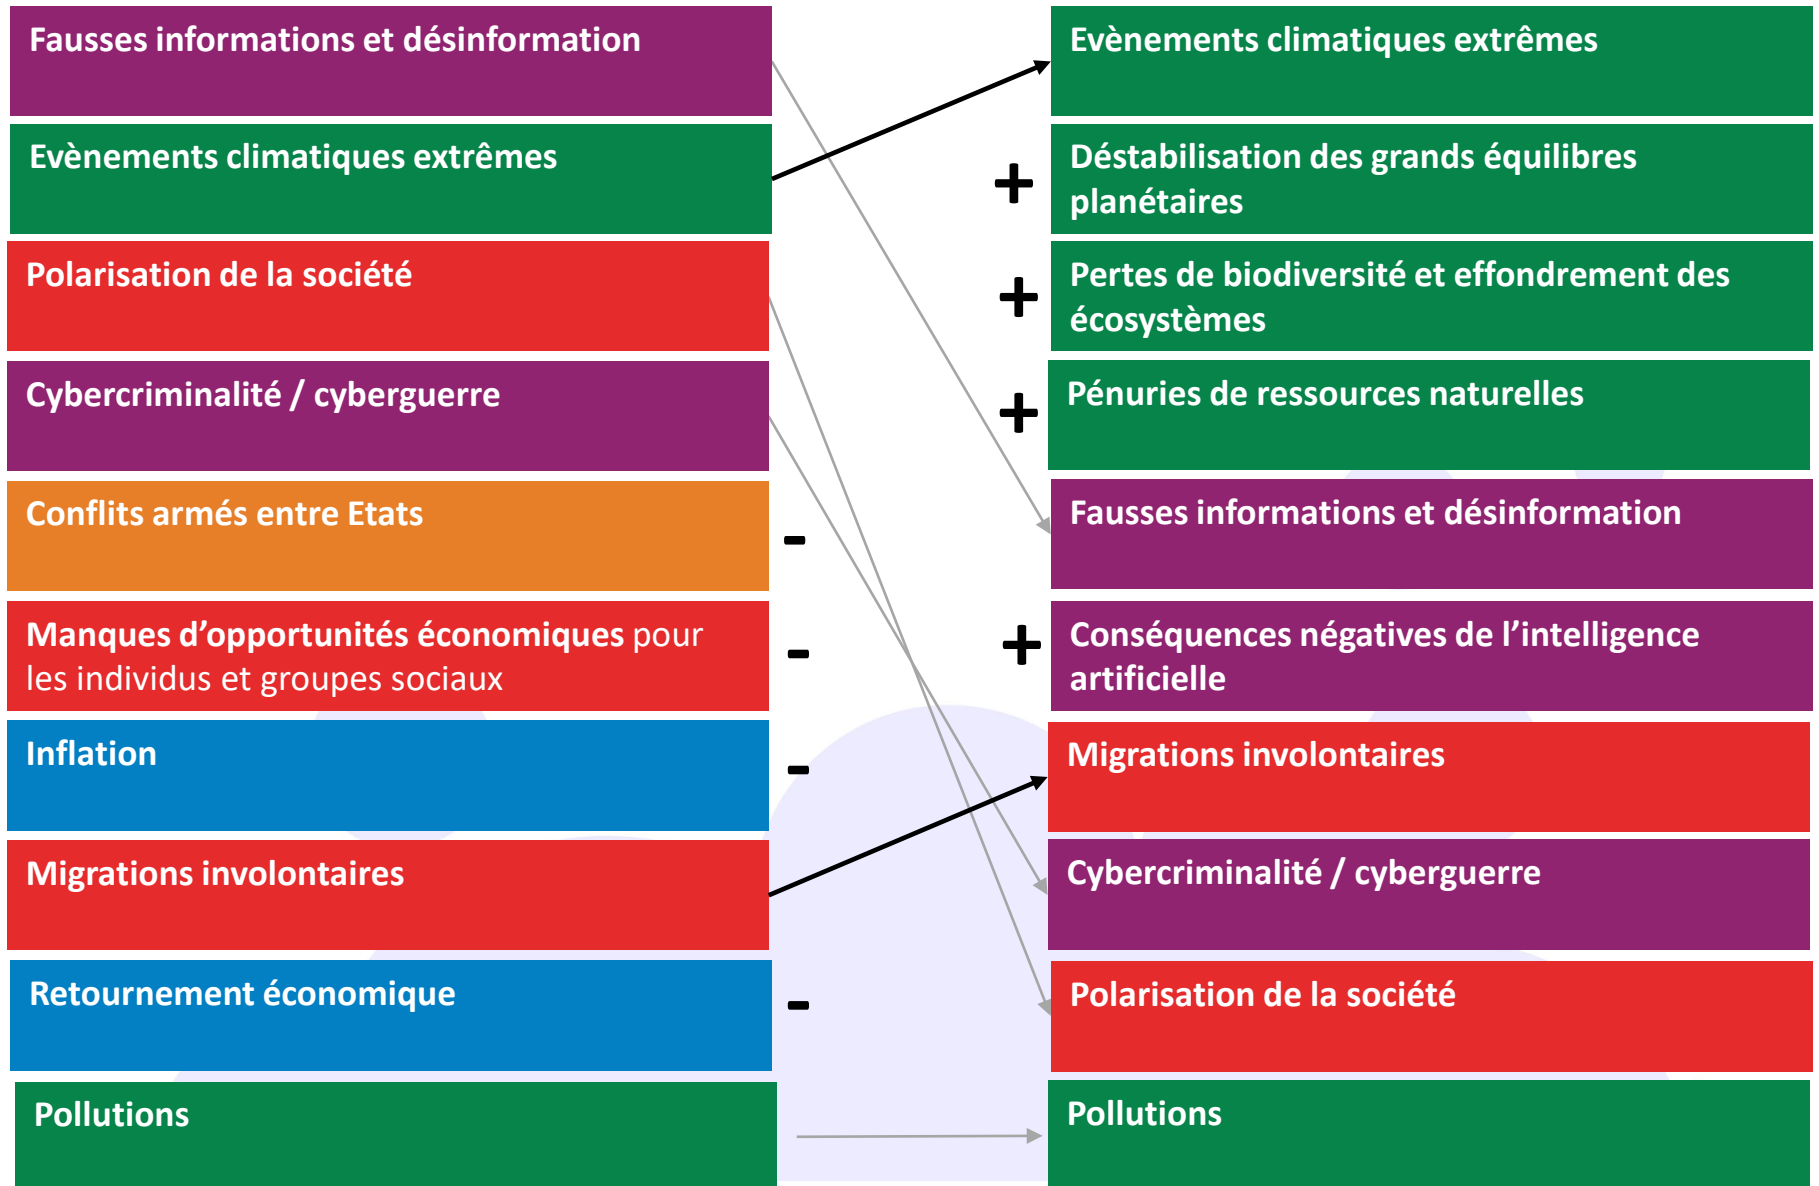 Fausses informations et désinformation
Evènements climatiques extrêmes
Polarisation de la société
Cybercriminalité / cyberguerre
Conflits armés entre Etats
-
Manques d’opportunités économiques pour
les individus et groupes sociaux
-
Inflation
-
Migrations involontaires
Retournement économique
-
Pollutions
Evènements climatiques extrêmes
+
Déstabilisation des grands équilibres
planétaires
+
Pertes de biodiversité et effondrement des
écosystèmes
+
Pénuries de ressources naturelles
Fausses informations et désinformation
+
Conséquences négatives de l’intelligence
artificielle
Migrations involontaires
Cybercriminalité / cyberguerre
Polarisation de la société
Pollutions